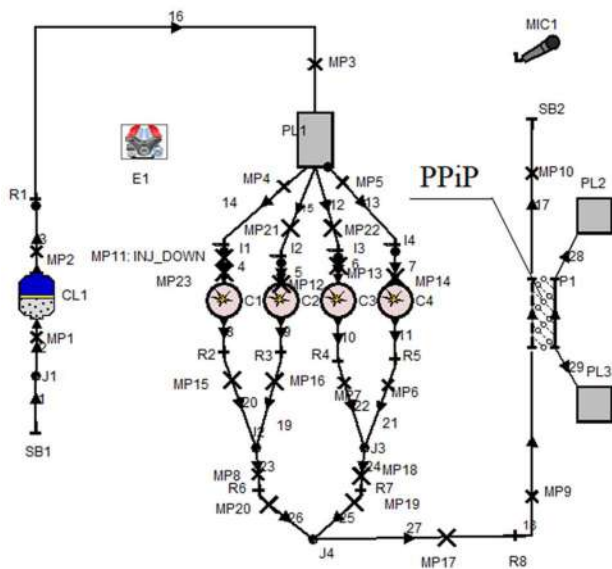 16
MIC1
MP3
SB2
PL1
E1
MP4
MP5
PPiP
MP10
PL2
R1
14
15
12
13
17
MP21
MP22
I1
I2
I3
I4
28
3
MP2
MP11: INJ_DOWN
4
5
6
7
MP12
MP13
MP14
P1
MP23
CL1
C1
C2
C3
C4
MP1
2
8
9
10
11
J1
R2
R3
R4
R5
29
PL3
1
MP15
MP16
MP7
MP6
20
19
22
21
SB1
J2
J3
23
24
MP8
MP18
R6
R7
MP20
MP19
MP9
26
25
27
18
J4
MP17
R8